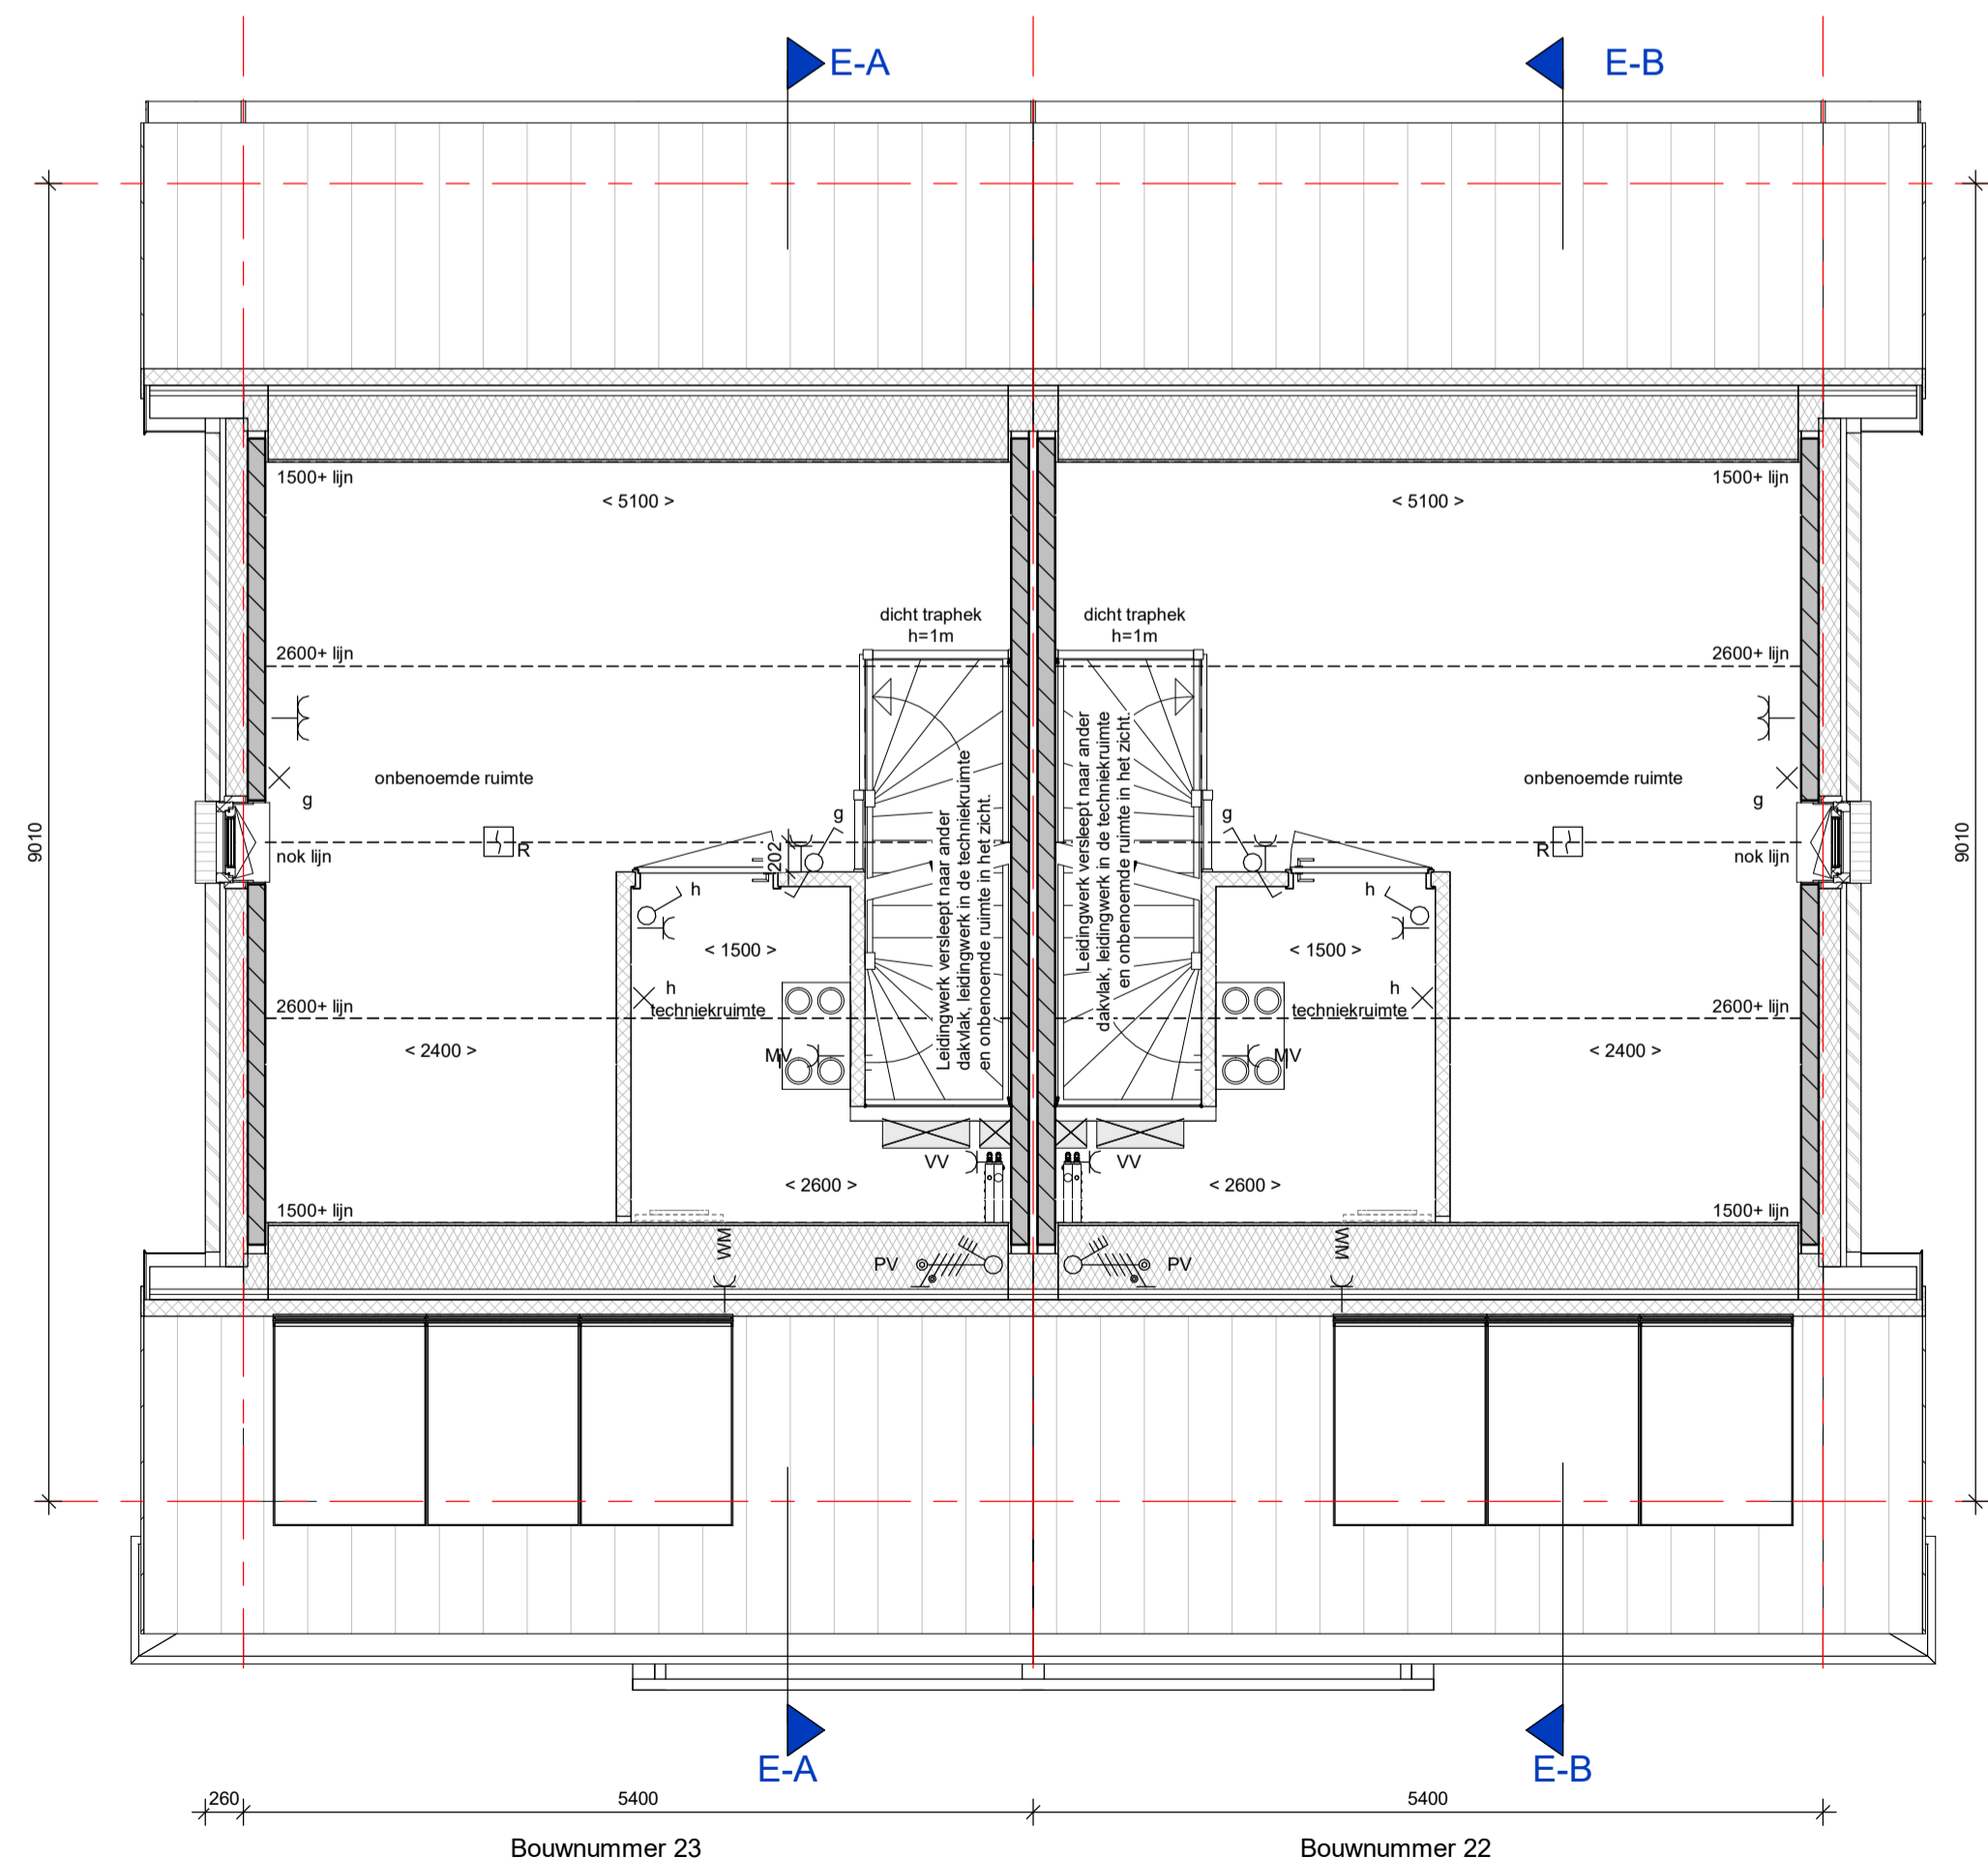 E-A
E-B
1500+ lijn
< 5100 >
< 5100 >
1500+ lijn
dicht traphek
h=1m
dicht traphek
h=1m
2600+ lijn
2600+ lijn
onbenoemde ruimte
onbenoemde ruimte
g
g
g
g
9010
9010
202
R
R
nok lijn
nok lijn
Leidingwerk versleept naar ander
dakvlak, leidingwerk in de techniekruimte
en onbenoemde ruimte in het zicht.
Leidingwerk versleept naar ander
dakvlak, leidingwerk in de techniekruimte
en onbenoemde ruimte in het zicht.
h
h
< 1500 >
< 1500 >
h
h
techniekruimte
techniekruimte
2600+ lijn
2600+ lijn
< 2400 >
MV
MV
< 2400 >
VV
VV
< 2600 >
< 2600 >
1500+ lijn
1500+ lijn
WM
WM
PV
PV
E-A
E-B
260
5400
5400
Bouwnummer 23
Bouwnummer 22